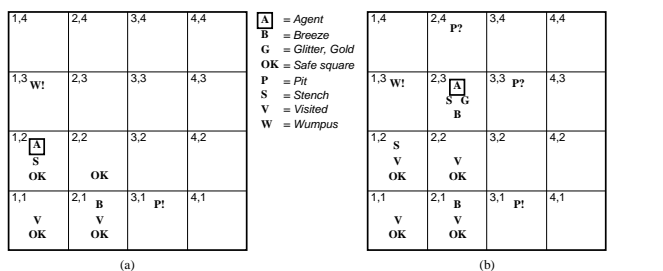 1,4 2,4 3,4 4,4
1,3 W! 2,3 3,3 4,3
1,2 A 2,2 3,2 4,2
S
OK OK
1,1 2,1 B 3,1 P! 4,1
V V
OK OK
(a)
A = Agent
B = Breeze
G = Glitter, Gold
OK = Safe square
P = Pit
S = Stench
V = Visited
W = Wumpus
1,4 2,4 P? 3,4 4,4
1,3 W! 2,3 A 3,3 P? 4,3
S G
B
1,2 S 2,2 3,2 4,2
V V
OK OK
1,1 2,1 B 3,1 P! 4,1
V V
OK OK
(b)